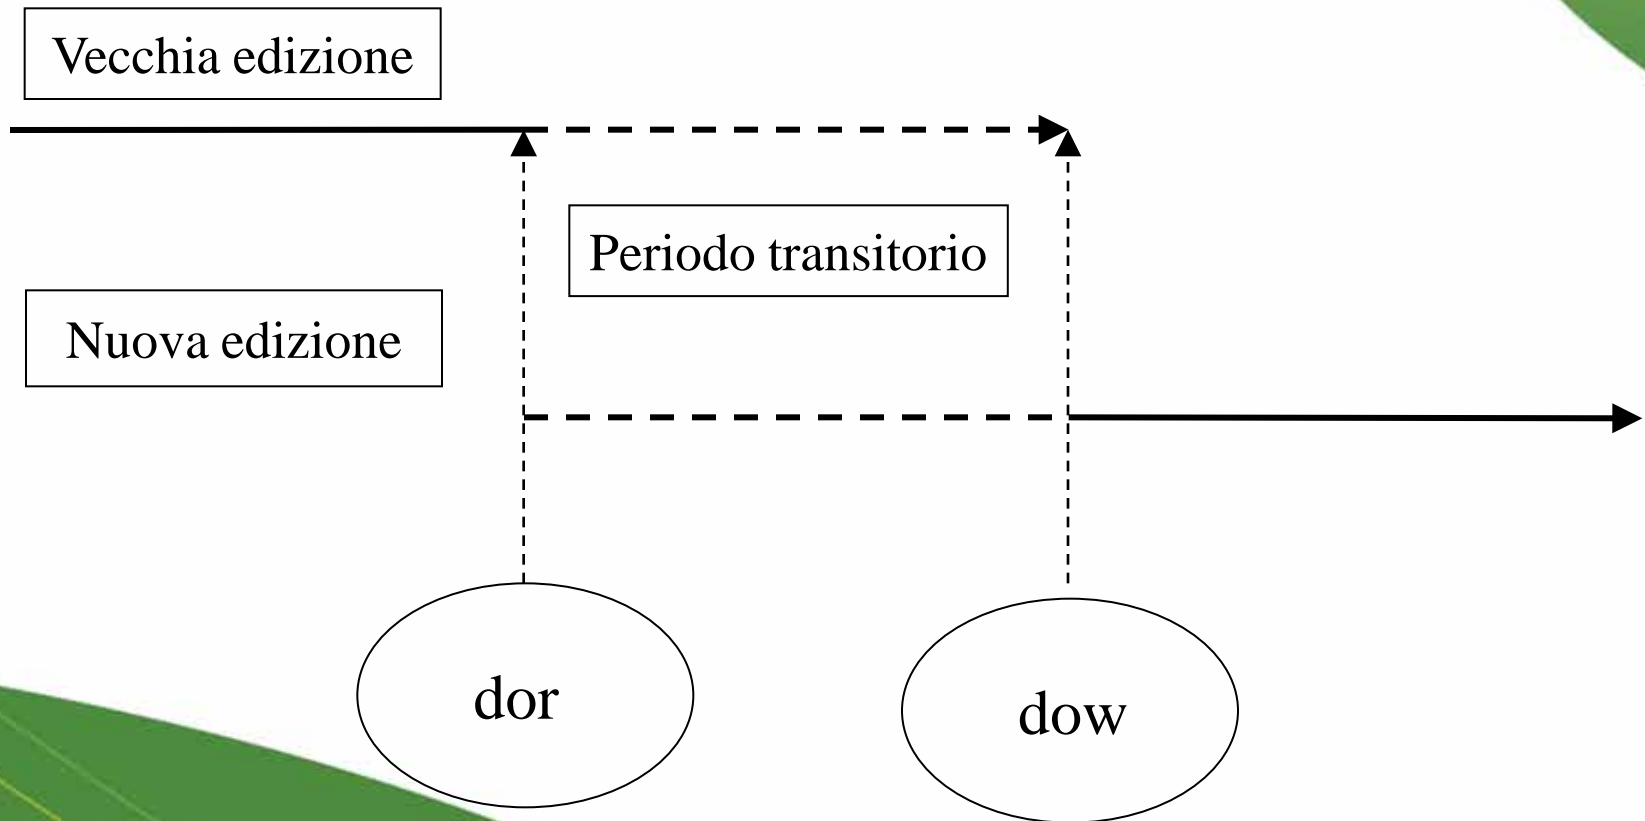 Vecchia edizione
Periodo transitorio
Nuova edizione
dor
dow